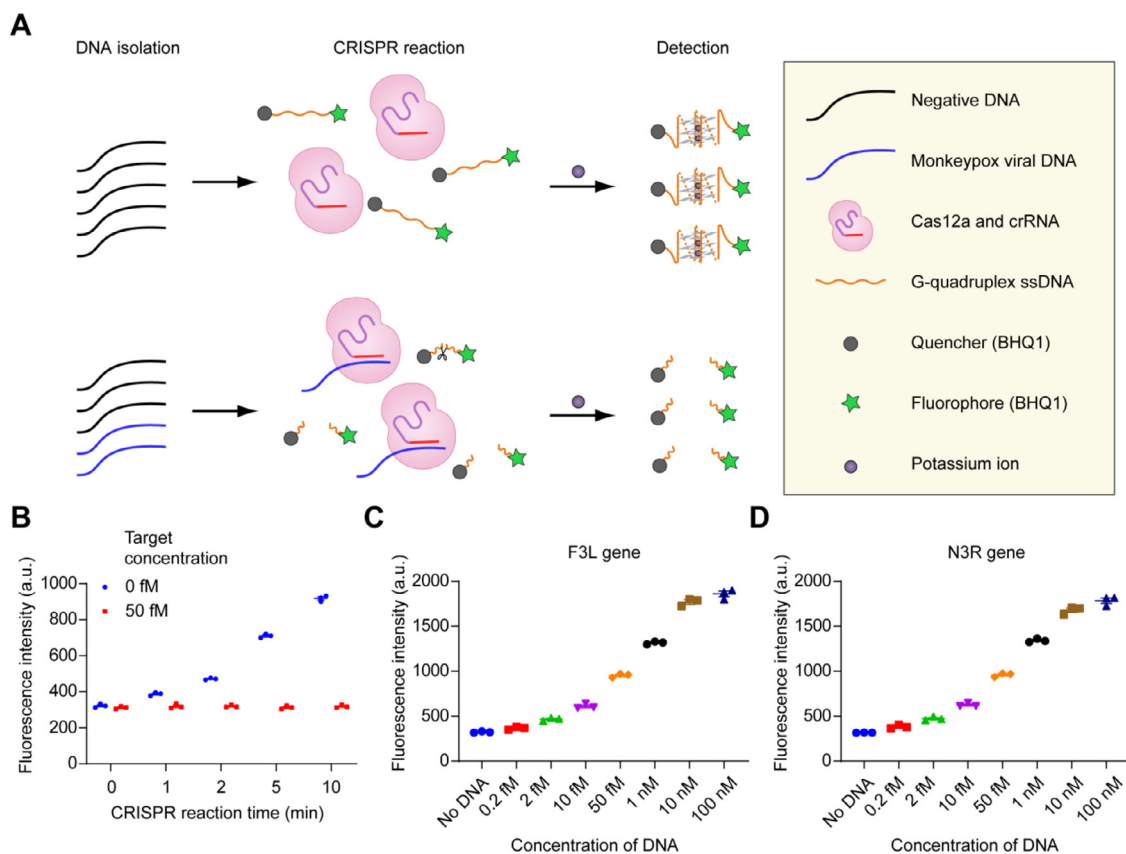 A
DNA isolation
CRISPR reaction
Detection
Negative DNA
Monkeypox viral DNA
Cas12a and crRNA
G-quadruplex ssDNA
Quencher (BHQ1)
Fluorophore (BHQ1)
Potassium ion
B
Target
concentration
0 fM
50 fM
Fluorescence intensity (a.u.)
1000
800
600
400
200
0
0 1 2 5 10
CRISPR reaction time (min)
C
F3L gene
Fluorescence intensity (a.u.)
2000
1500
1000
500
0
No DNA 0.2 fM 2 fM 10 fM 50 fM 1 nM 10 nM 100 nM
Concentration of DNA
D
N3R gene
Fluorescence intensity (a.u.)
2000
1500
1000
500
0
No DNA 0.2 fM 2 fM 10 fM 50 fM 1 nM 10 nM 100 nM
Concentration of DNA